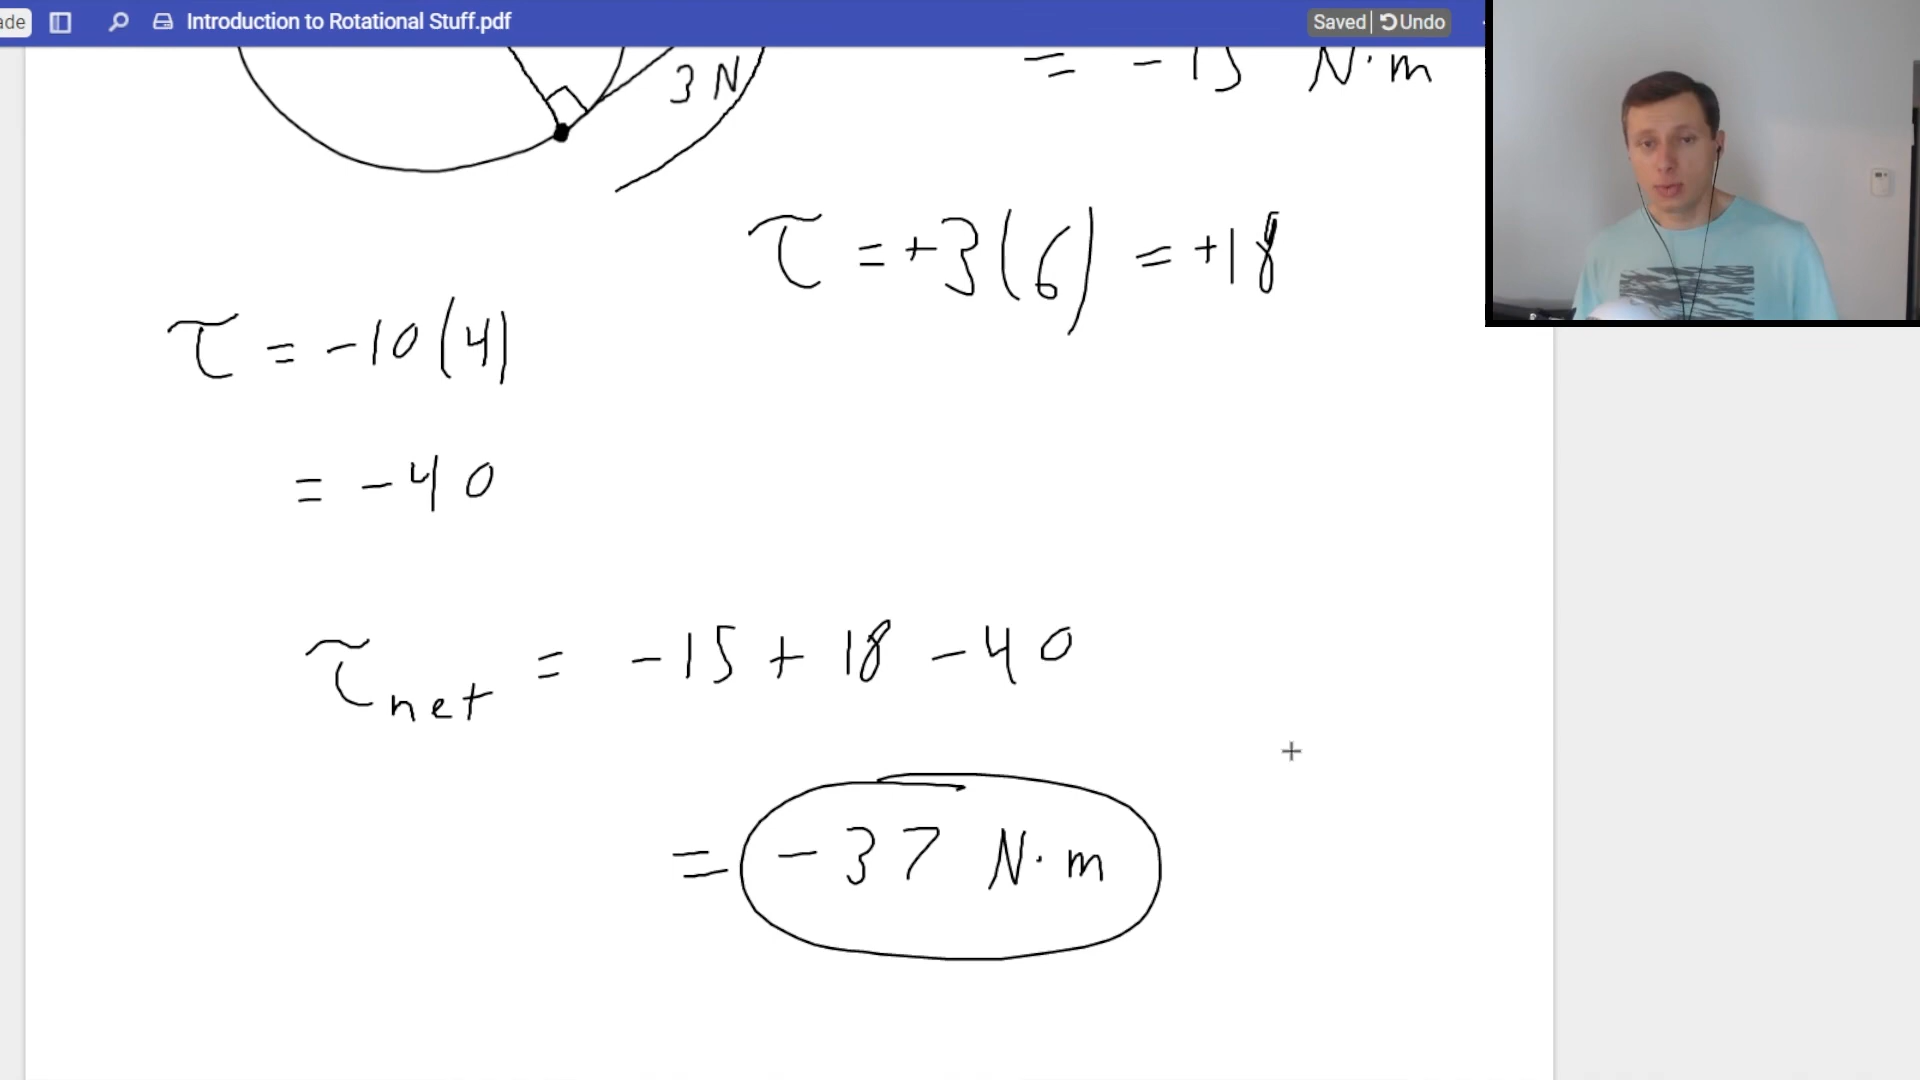 ade
Introduction to Rotational Stuff.pdf
Saved | Undo
3 N
= -15 N·m
τ = +3(6) = +18
τ = -10(4)
= -40
τnet = -15 + 18 - 40
= -37 N·m